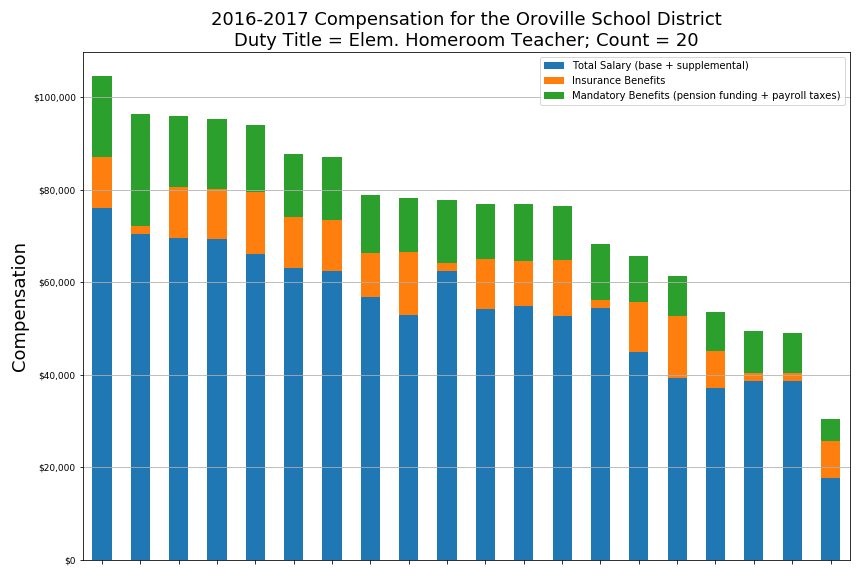 2016-2017 Compensation for the Oroville School District
Duty Title = Elem. Homeroom Teacher; Count = 20
Total Salary (base + supplemental)
Insurance Benefits
Mandatory Benefits (pension funding + payroll taxes)
Compensation
$100,000
$80,000
$60,000
$40,000
$20,000
$0